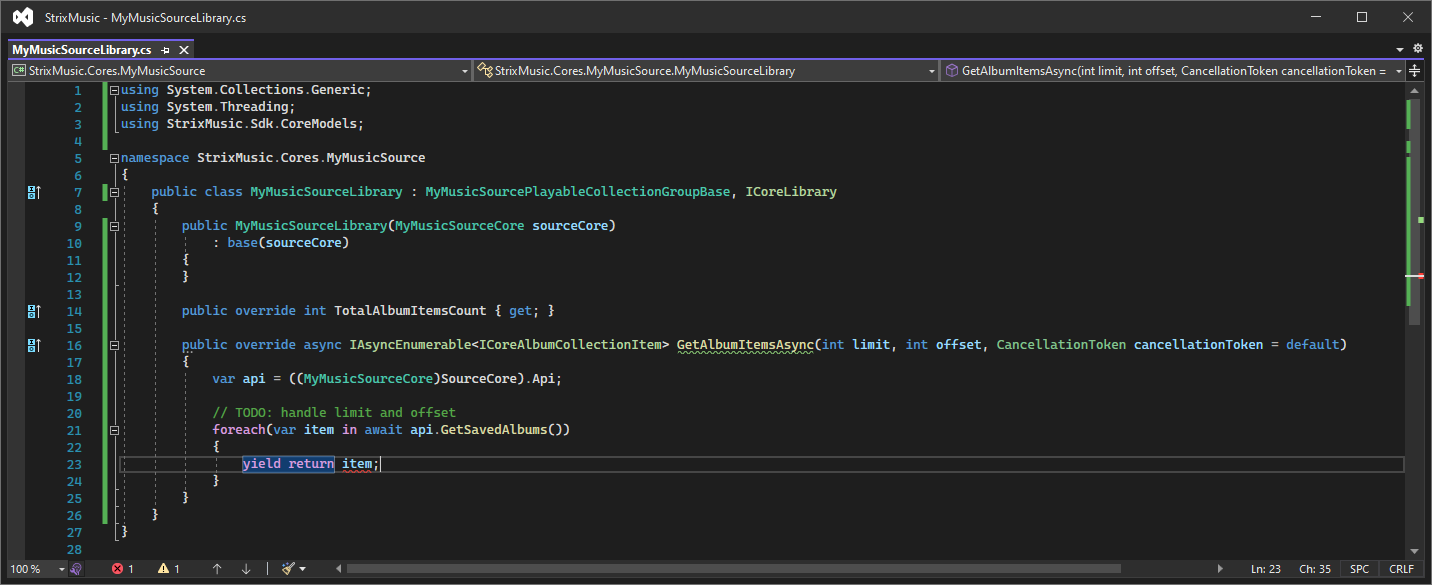 StrixMusic - MyMusicSourceLibrary.cs
MyMusicSourceLibrary.cs
C# StrixMusic.Cores.MyMusicSource StrixMusic.Cores.MyMusicSource.MyMusicSourceLibrary GetAlbumItemsAsync(int limit, int offset, CancellationToken cancellationToken =
1 using System.Collections.Generic;
2 using System.Threading;
3 using StrixMusic.Sdk.CoreModels;
4
5 namespace StrixMusic.Cores.MyMusicSource
6 {
7 public class MyMusicSourceLibrary : MyMusicSourcePlayableCollectionGroupBase, ICoreLibrary
8 {
9 public MyMusicSourceLibrary(MyMusicSourceCore sourceCore)
10 : base(sourceCore)
11 {
12 }
13
14 public override int TotalAlbumItemsCount { get; }
15
16 public override async IAsyncEnumerable<ICoreAlbumCollectionItem> GetAlbumItemsAsync(int limit, int offset, CancellationToken cancellationToken = default)
17 {
18 var api = ((MyMusicSourceCore)SourceCore).Api;
19
20 // TODO: handle limit and offset
21 foreach(var item in await api.GetSavedAlbums())
22 {
23 yield return item;
24 }
25 }
26 }
27 }
28
100 % 1 1 Ln: 23 Ch: 35 SPC CRLF